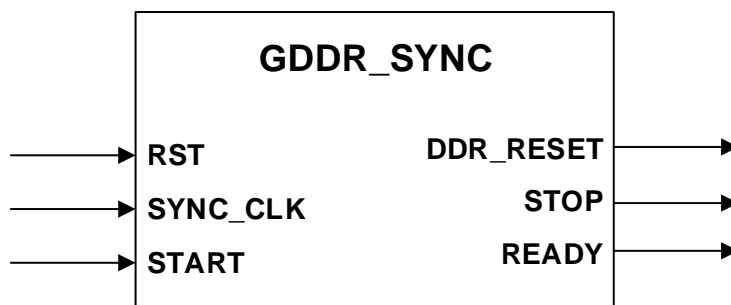 GDDR_SYNC
RST
DDR_RESET
SYNC_CLK
STOP
START
READY